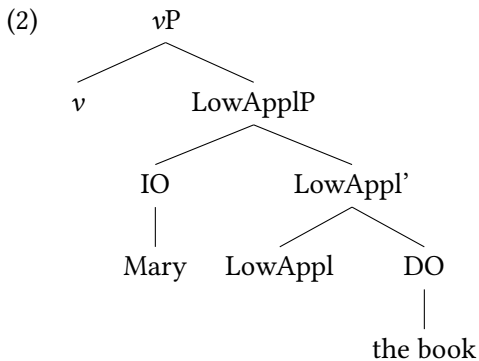 (2) vP
v LowApplP
IO LowAppl’
Mary LowAppl DO
the book